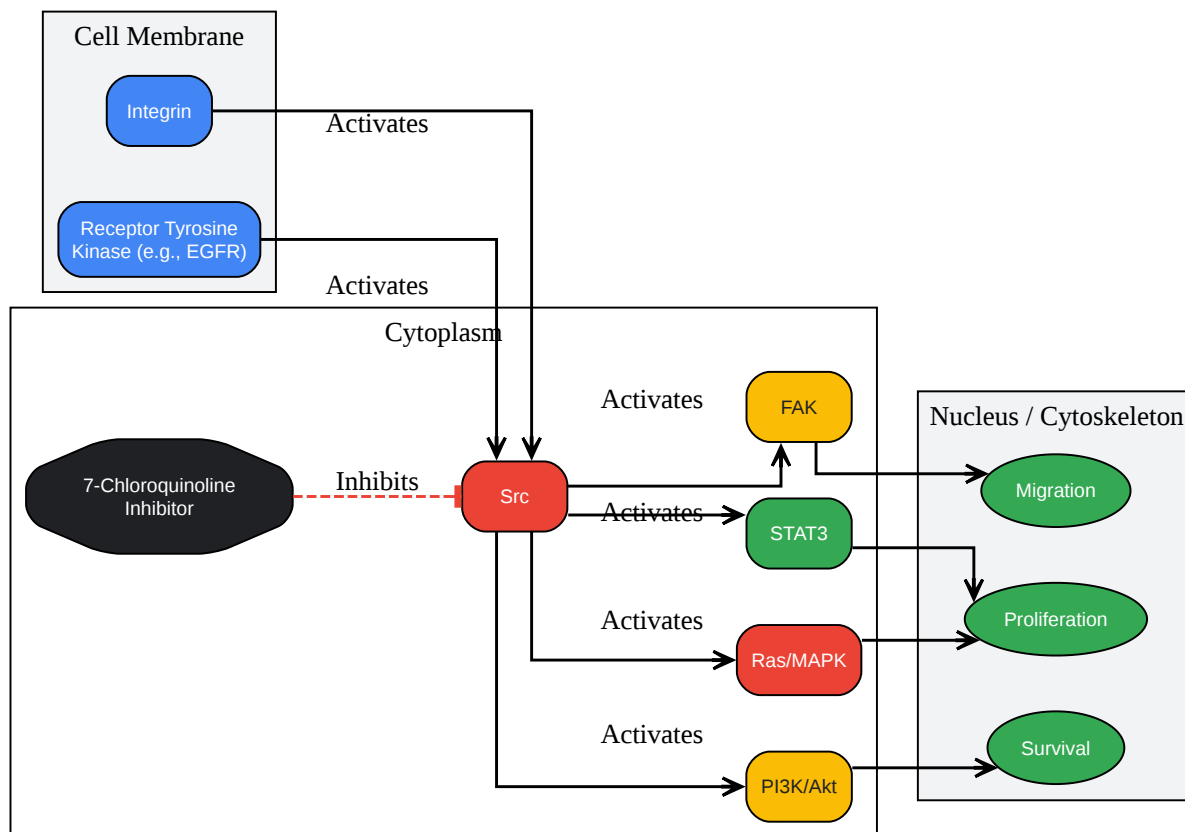 Cell Membrane
Integrin
Activates
Receptor Tyrosine
Kinase (e.g., EGFR)
Activates
Cytoplasm
Activates
FAK
Nucleus / Cytoskeleton
7-Chloroquinoline
Inhibitor
Inhibits
Src
Migration
Activates
STAT3
Activates
Proliferation
Ras/MAPK
Activates
Survival
PI3K/Akt